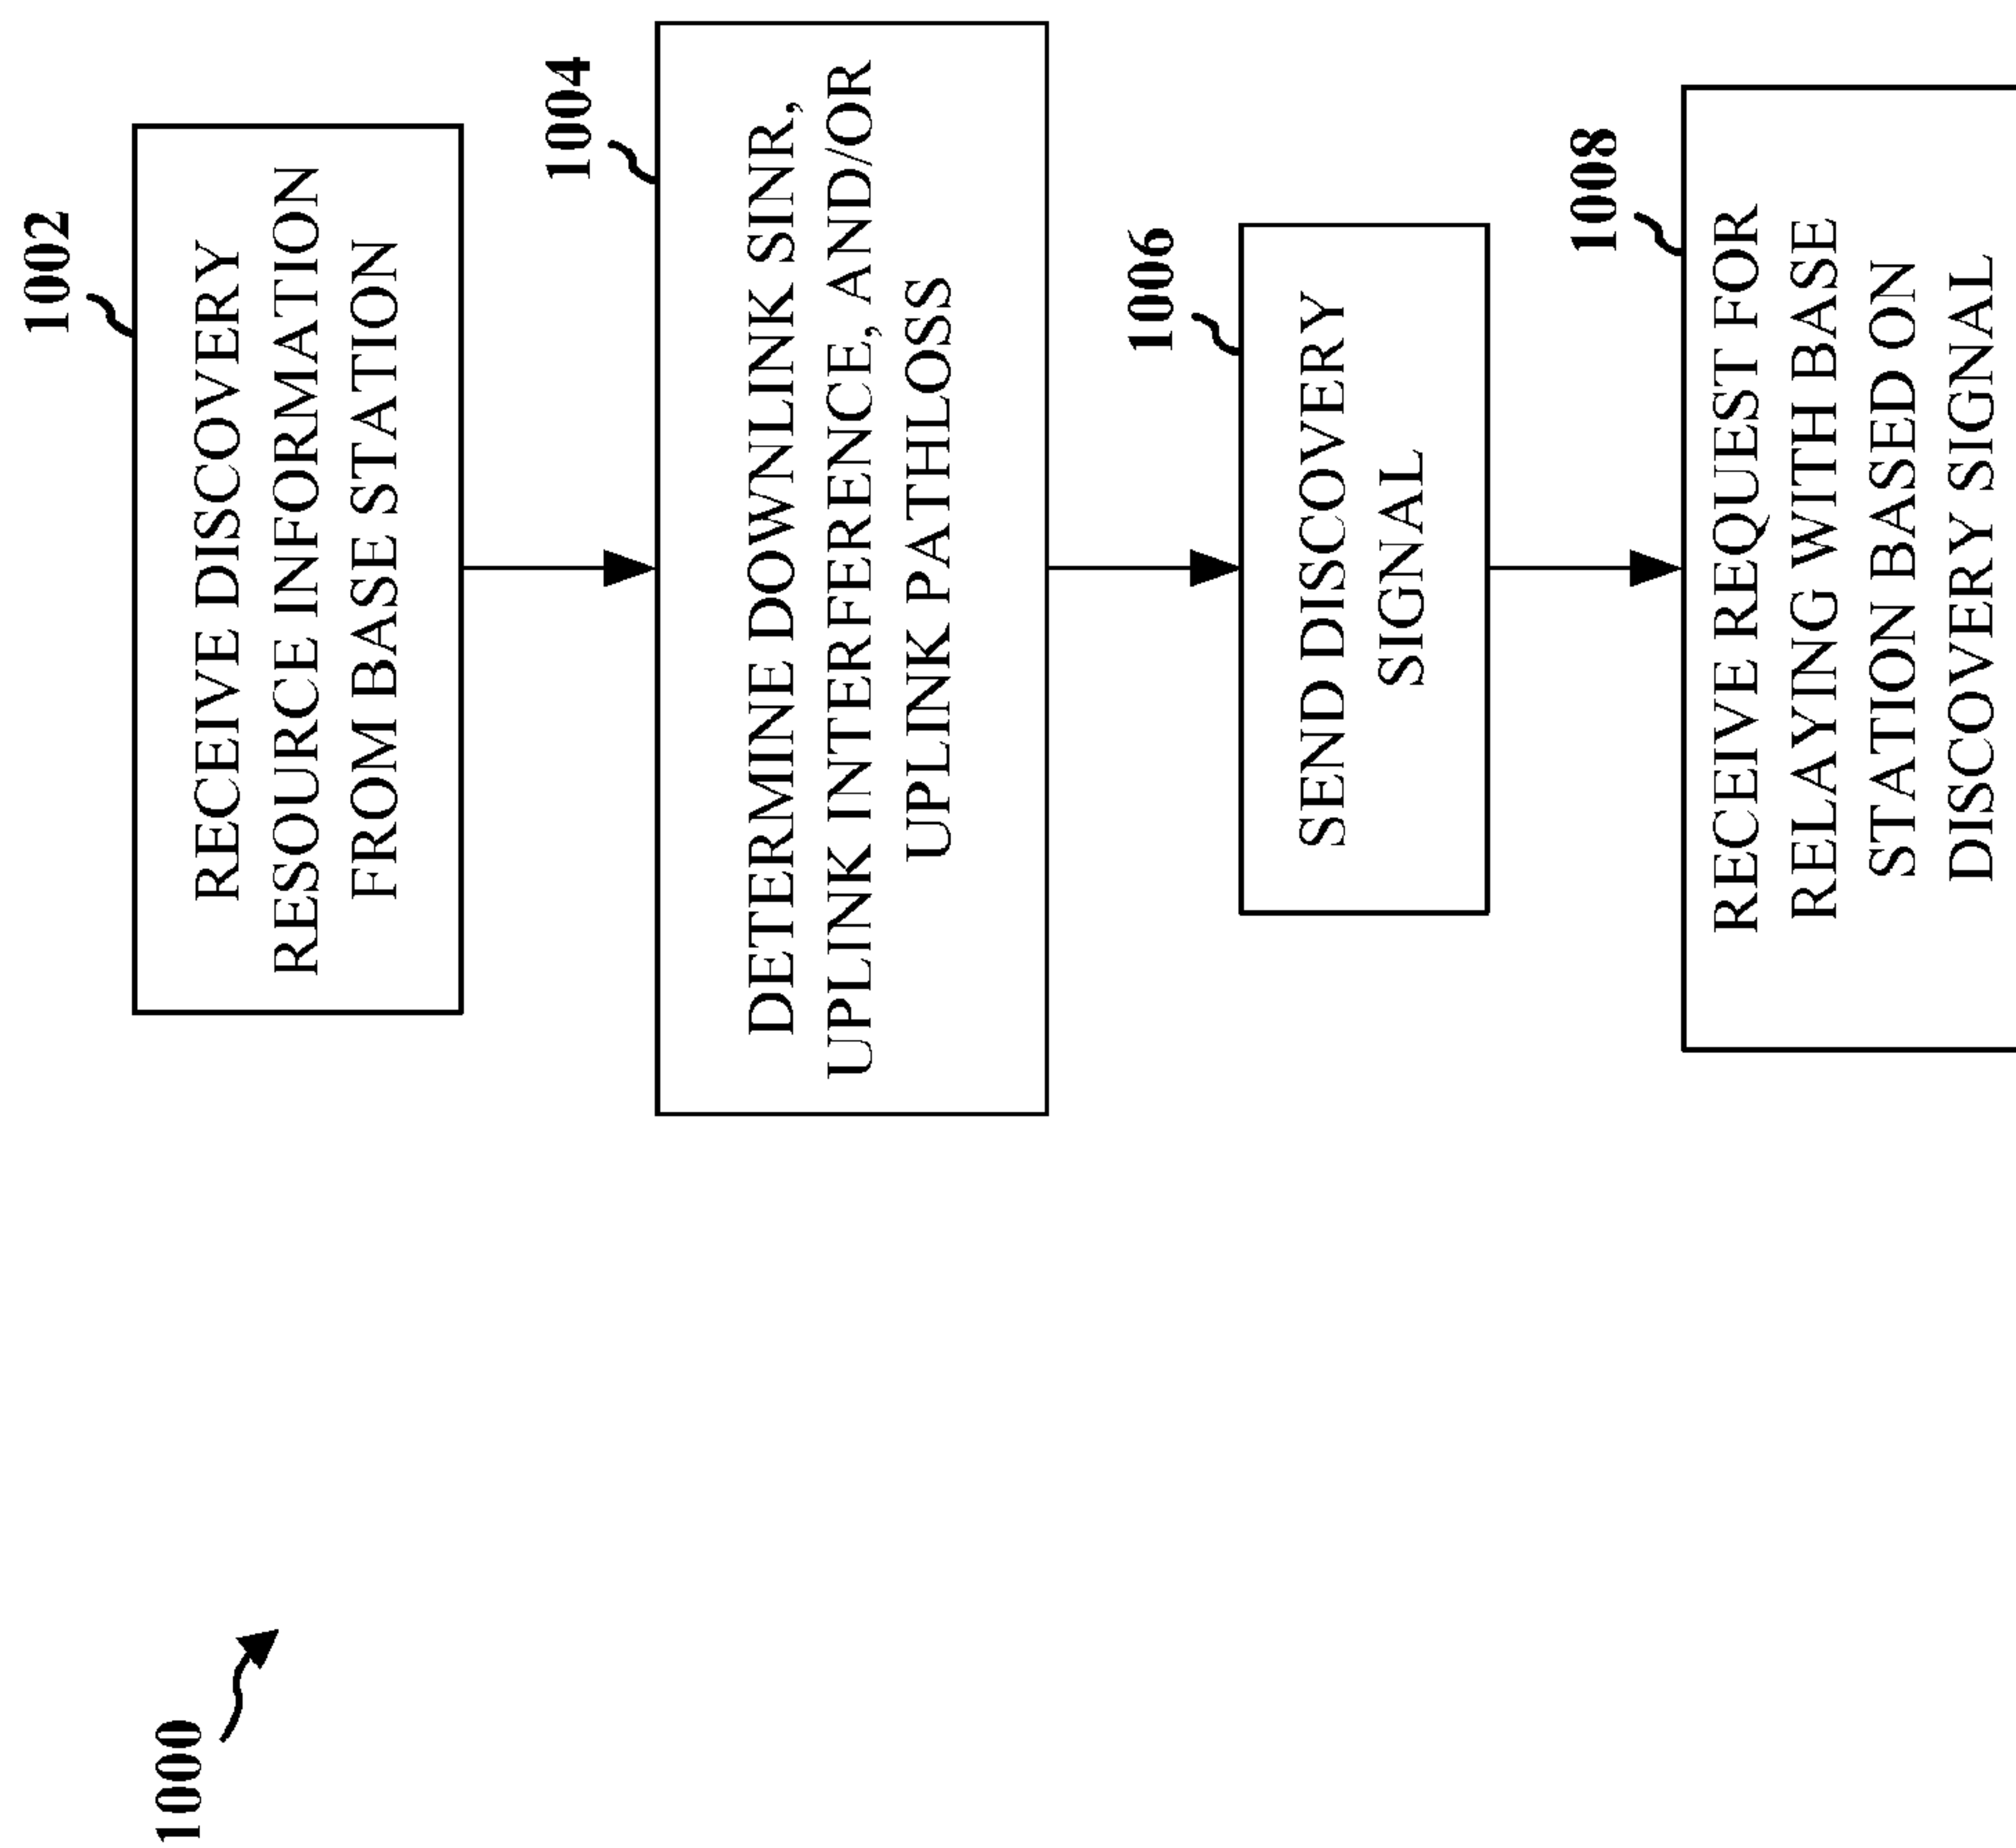 1000
1002
RECEIVE DISCOVERY
RESOURCE INFORMATION
FROM BASE STATION
1004
DETERMINE DOWNLINK SINR,
UPLINK INTERFERENCE, AND/OR
UPLINK PATHLOSS
1006
SEND DISCOVERY
SIGNAL
1008
RECEIVE REQUEST FOR
RELAYING WITH BASE
STATION BASED ON
DISCOVERY SIGNAL